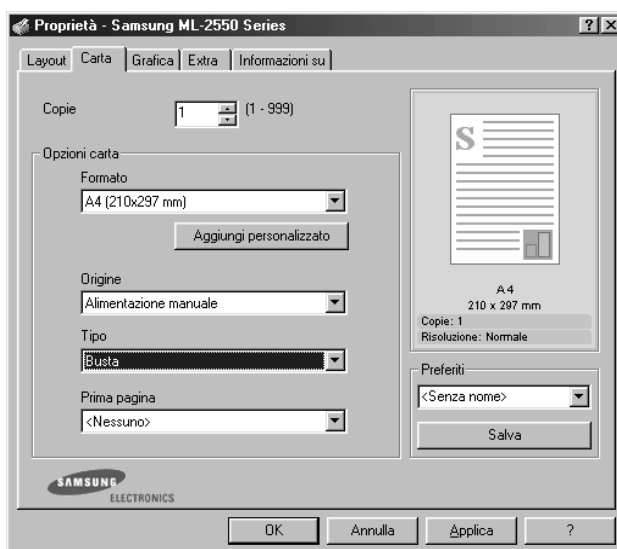 Proprietà - Samsung ML-2550 Series
Layout Carta Grafica Extra Informazioni su
Copie 1 (1 - 999)
Opzioni carta
Formato
A4 (210x297 mm)
Aggiungi personalizzato
Origine
Alimentazione manuale
Tipo
Busta
Prima pagina
<Nessuno>
S
A4
210 x 297 mm
Copie: 1
Risoluzione: Normale
Preferiti
<Senza nome>
Salva
SAMSUNG
ELECTRONICS
OK Annulla Applica ?